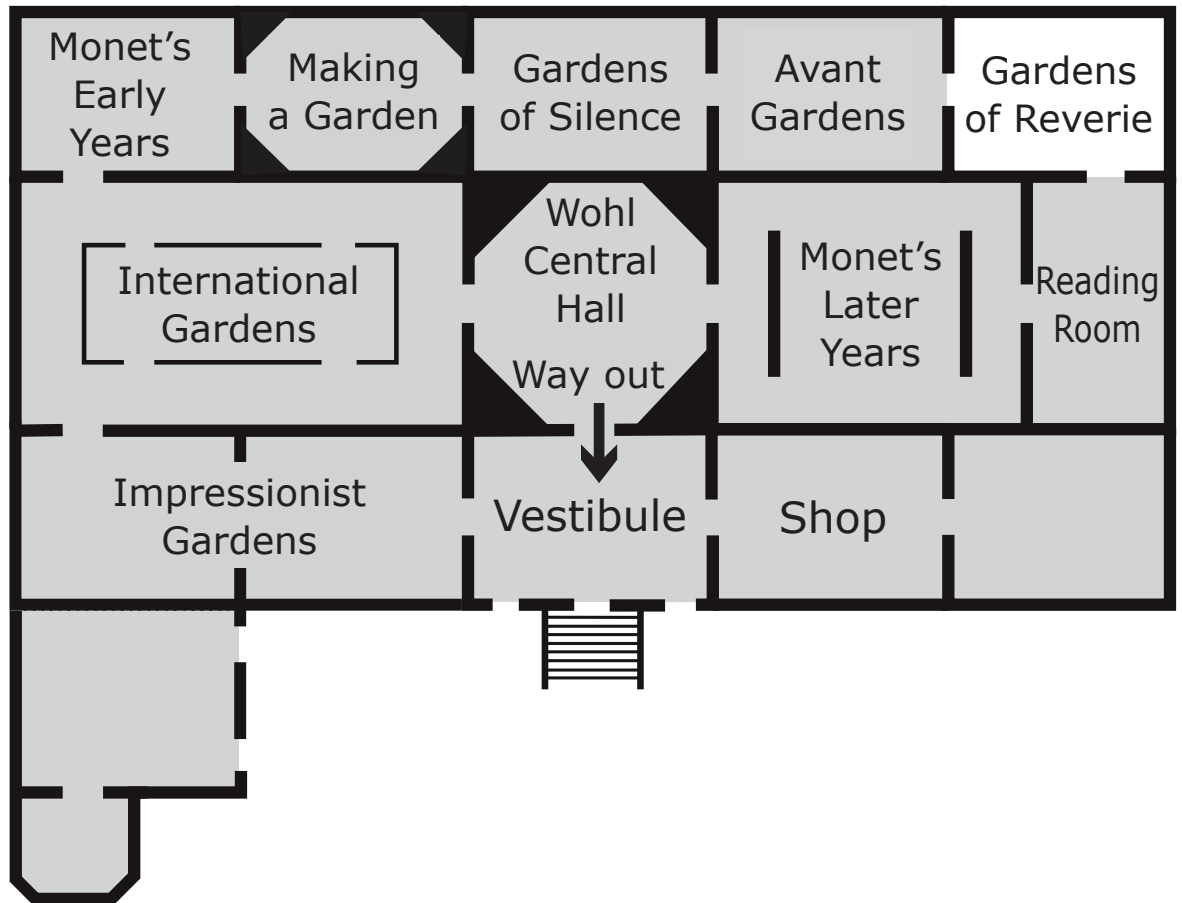 Monet’s
Early
Years
Making
a Garden
Gardens
of Silence
Avant
Gardens
Gardens
of Reverie
International
Gardens
Wohl
Central
Hall
Way out
Monet’s
Later
Years
Reading
Room
Impressionist
Gardens
Vestibule
Shop